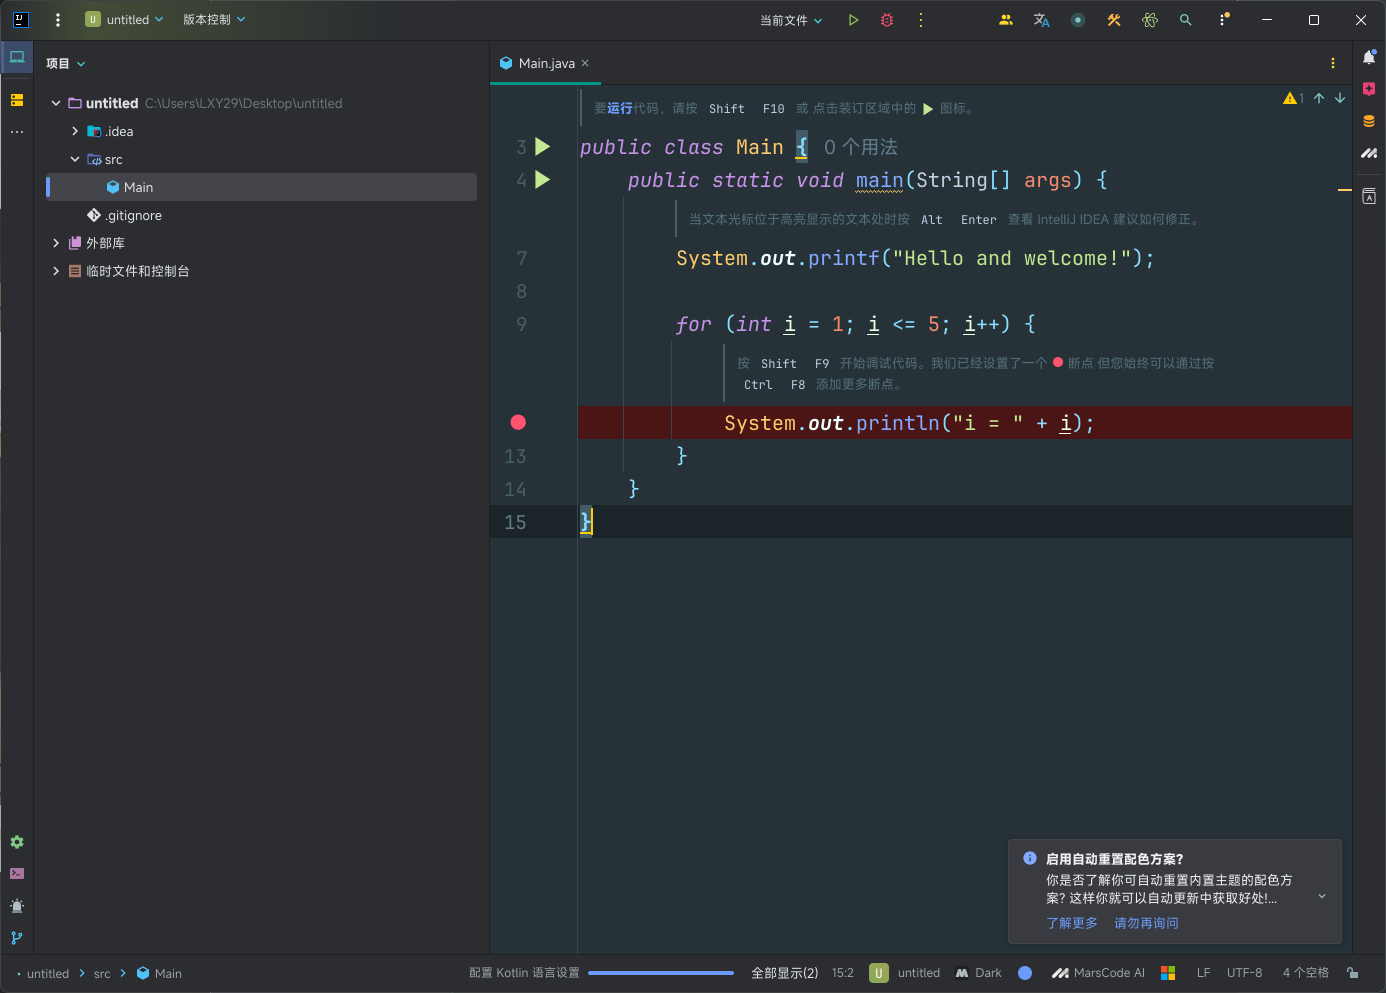 U untitled 版本控制 当前文件
项目
Main.java
untitled C:\Users\LXY29\Desktop\untitled
.idea
src
Main
.gitignore
外部库
临时文件和控制台
要运行代码，请按 Shift F10 或 点击装订区域中的 图标。
1
3 public class Main { 0 个用法
4 public static void main(String[] args) {
当文本光标位于高亮显示的文本处时按 Alt Enter 查看 IntelliJ IDEA 建议如何修正。
7 System.out.printf("Hello and welcome!");
8
9 for (int i = 1; i <= 5; i++) {
按 Shift F9 开始调试代码。我们已经设置了一个 断点 但您始终可以通过按
Ctrl F8 添加更多断点。
System.out.println("i = " + i);
13 }
14 }
15 }
启用自动重置配色方案?
你是否了解你可自动重置内置主题的配色方
案? 这样你就可以自动更新中获取好处!...
了解更多 请勿再询问
untitled src Main 配置 Kotlin 语言设置 全部显示(2) 15:2 U untitled Dark MarsCode AI LF UTF-8 4 个空格